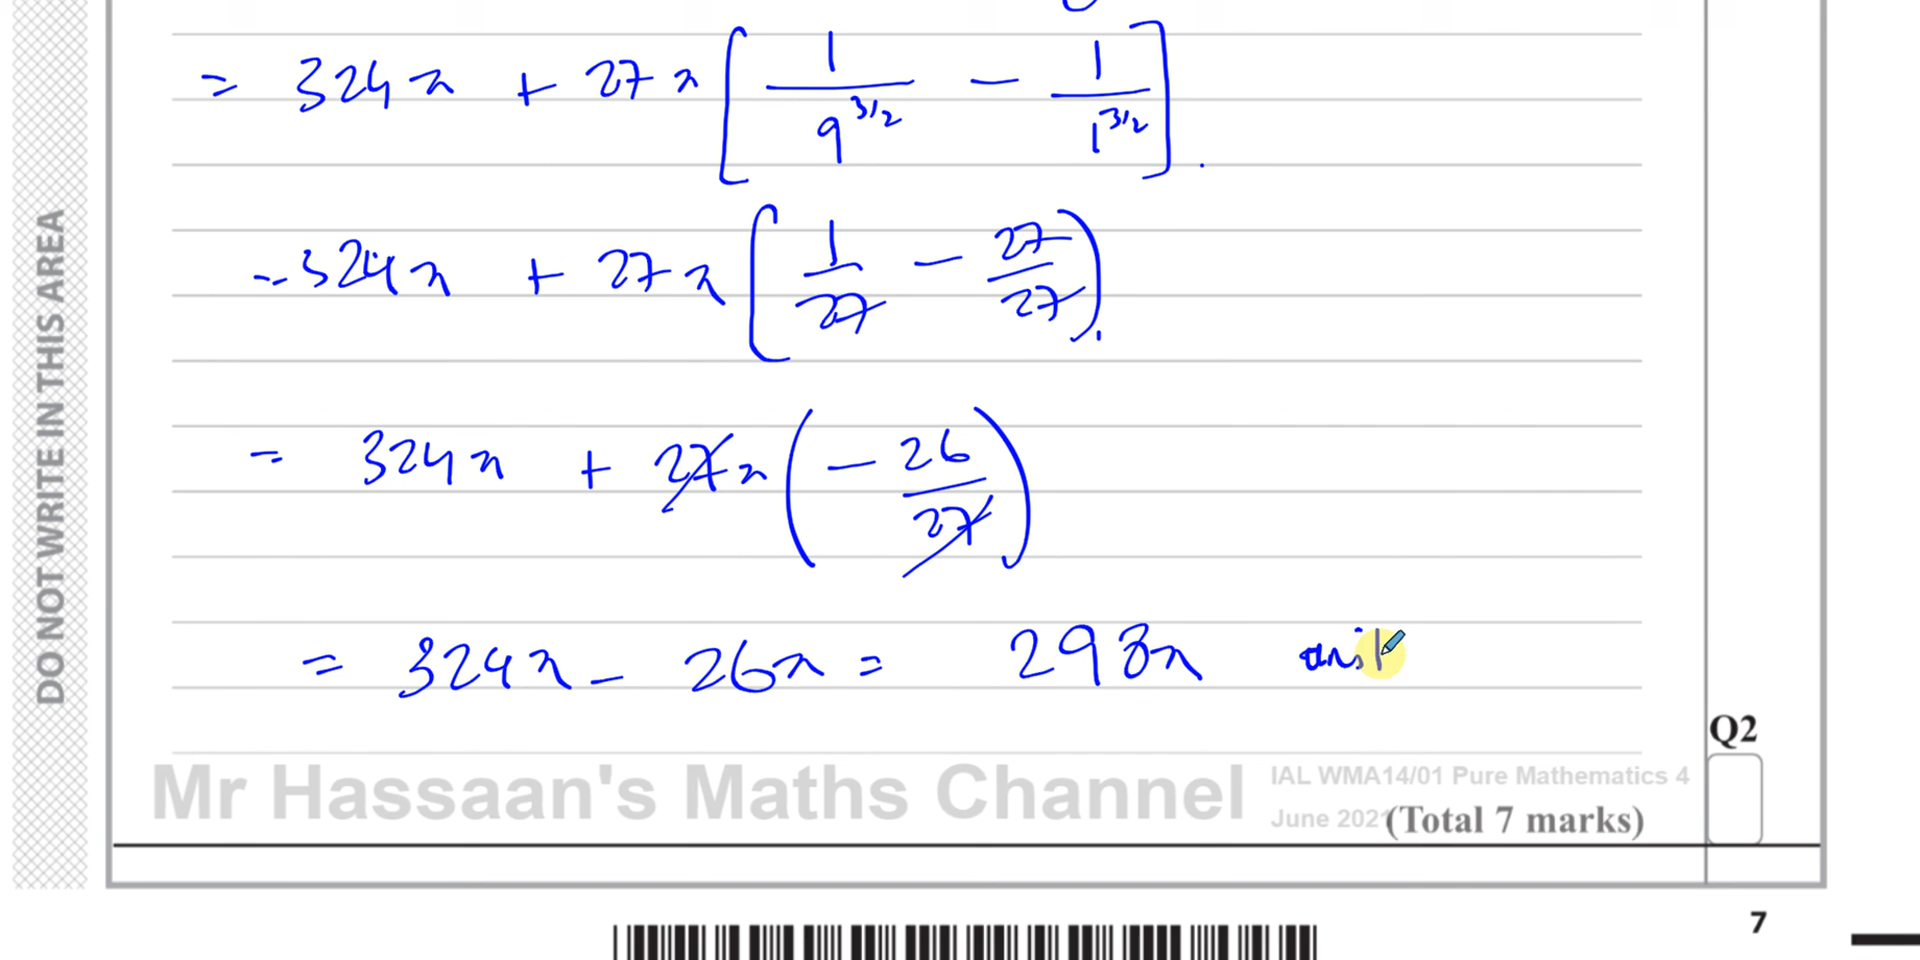 = 324π + 27π [ 1/9^3/2 − 1/1^3/2 ].
= 324π + 27π [ 1/27 − 27/27 ).
= 324π + 27π ( − 26/27 )
= 324π − 26π = 298π
Q2
Mr Hassaan's Maths Channel
IAL WMA14/01 Pure Mathematics 4
June 2021
(Total 7 marks)
7
DO NOT WRITE IN THIS AREA